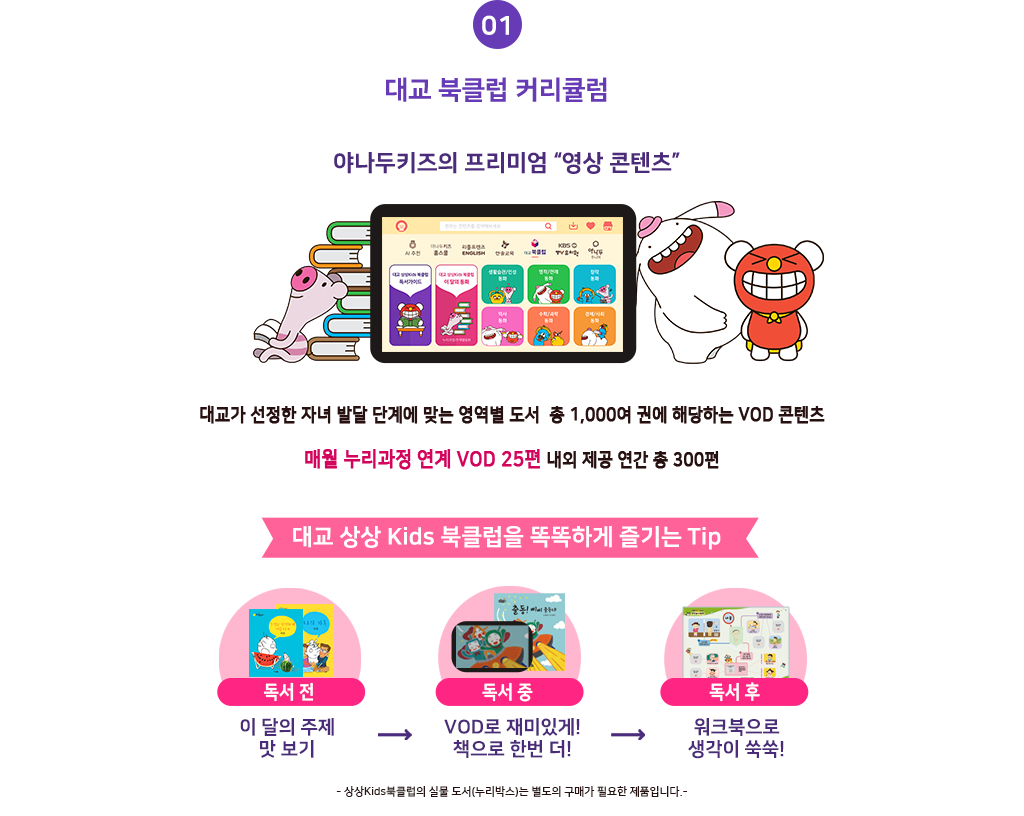 01
대교 북클럽 커리큘럼
야나두키즈의 프리미엄 “영상 콘텐츠”
AI 추천
야나두 키즈 홈스쿨
리틀프렌즈 ENGLISH
한솔교육
대교 북클럽
KBS TV 유치원
대교 상상Kids 북클럽 독서가이드
대교 상상Kids 북클럽 이 달의 동화
생활습관/인성 동화
명작/전래 동화
창작 동화
역사 동화
수학/과학 동화
경제/사회 동화
대교가 선정한 자녀 발달 단계에 맞는 영역별 도서 총 1,000여 권에 해당하는 VOD 콘텐츠
매월 누리과정 연계 VOD 25편 내외 제공 연간 총 300편
대교 상상 Kids 북클럽을 똑똑하게 즐기는 Tip
출동!
독서 전
독서 중
독서 후
이 달의 주제
맛 보기
VOD로 재미있게!
책으로 한번 더!
워크북으로
생각이 쑥쑥!
- 상상Kids북클럽의 실물 도서(누리박스)는 별도의 구매가 필요한 제품입니다.-